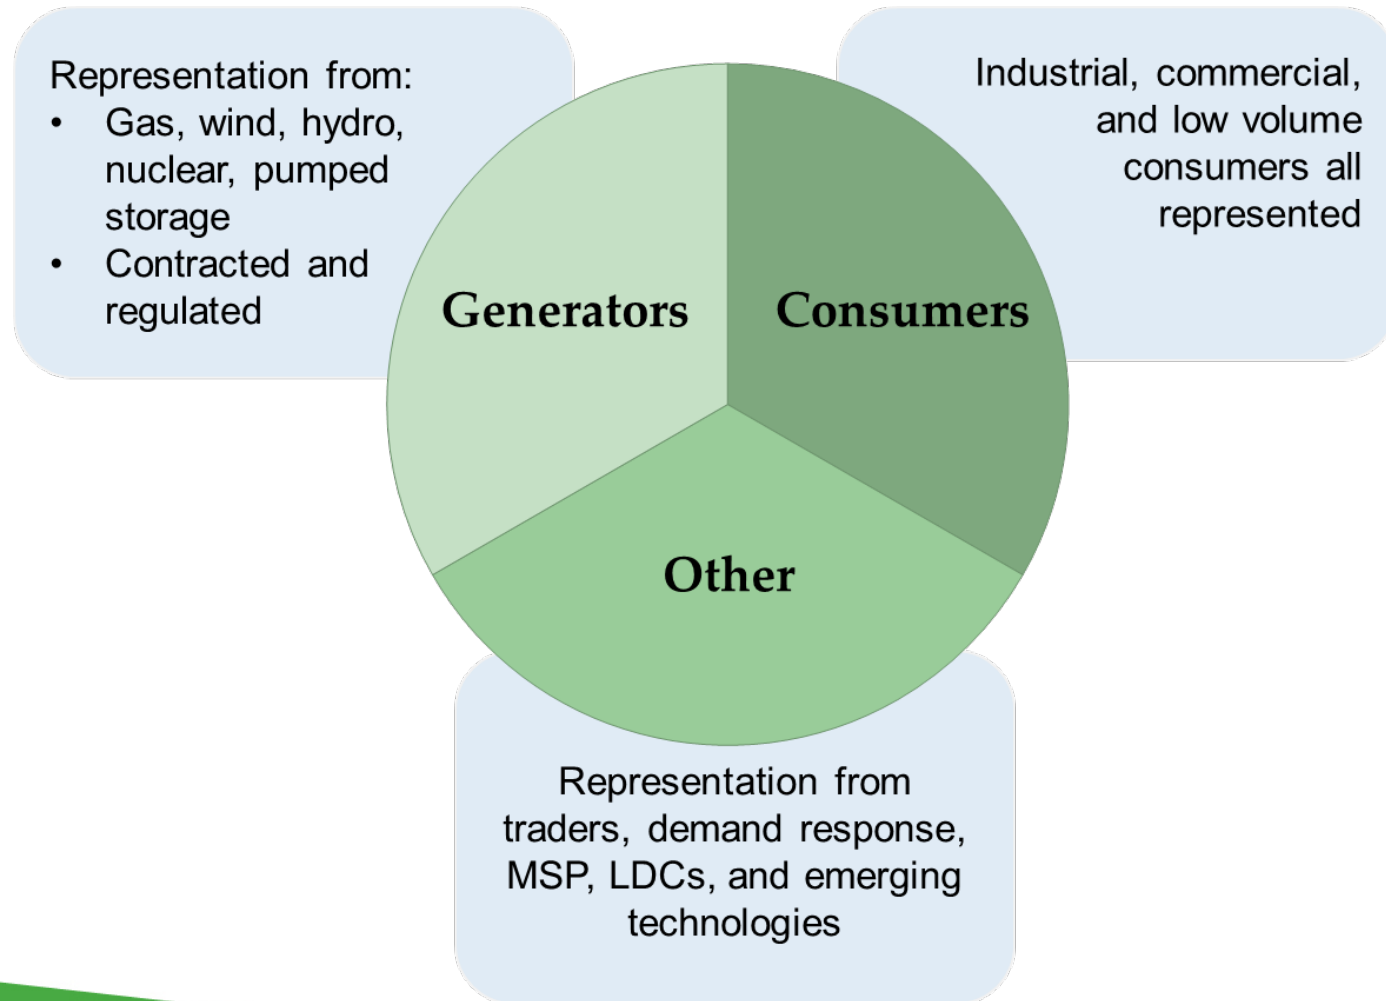 Representation from:
• Gas, wind, hydro,
nuclear, pumped
storage
• Contracted and
regulated
Industrial, commercial,
and low volume
consumers all
represented
Generators
Consumers
Other
Representation from
traders, demand response,
MSP, LDCs, and emerging
technologies